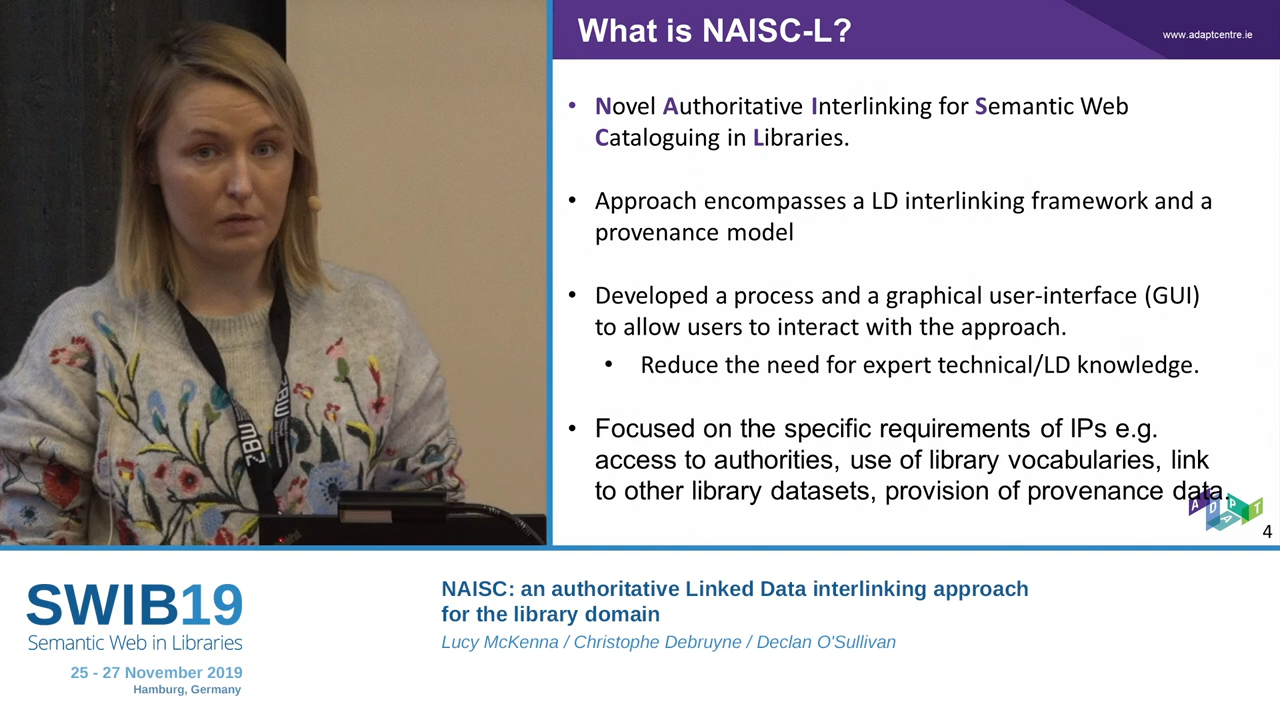 What is NAISC-L?
www.adaptcentre.ie
• Novel Authoritative Interlinking for Semantic Web
Cataloguing in Libraries.
• Approach encompasses a LD interlinking framework and a
provenance model
• Developed a process and a graphical user-interface (GUI)
to allow users to interact with the approach.
• Reduce the need for expert technical/LD knowledge.
• Focused on the specific requirements of IPs e.g.
access to authorities, use of library vocabularies, link
to other library datasets, provision of provenance data.
ADAPT
4
ZBW
ZBW
SWIB19
Semantic Web in Libraries
25 - 27 November 2019
Hamburg, Germany
NAISC: an authoritative Linked Data interlinking approach
for the library domain
Lucy McKenna / Christophe Debruyne / Declan O'Sullivan